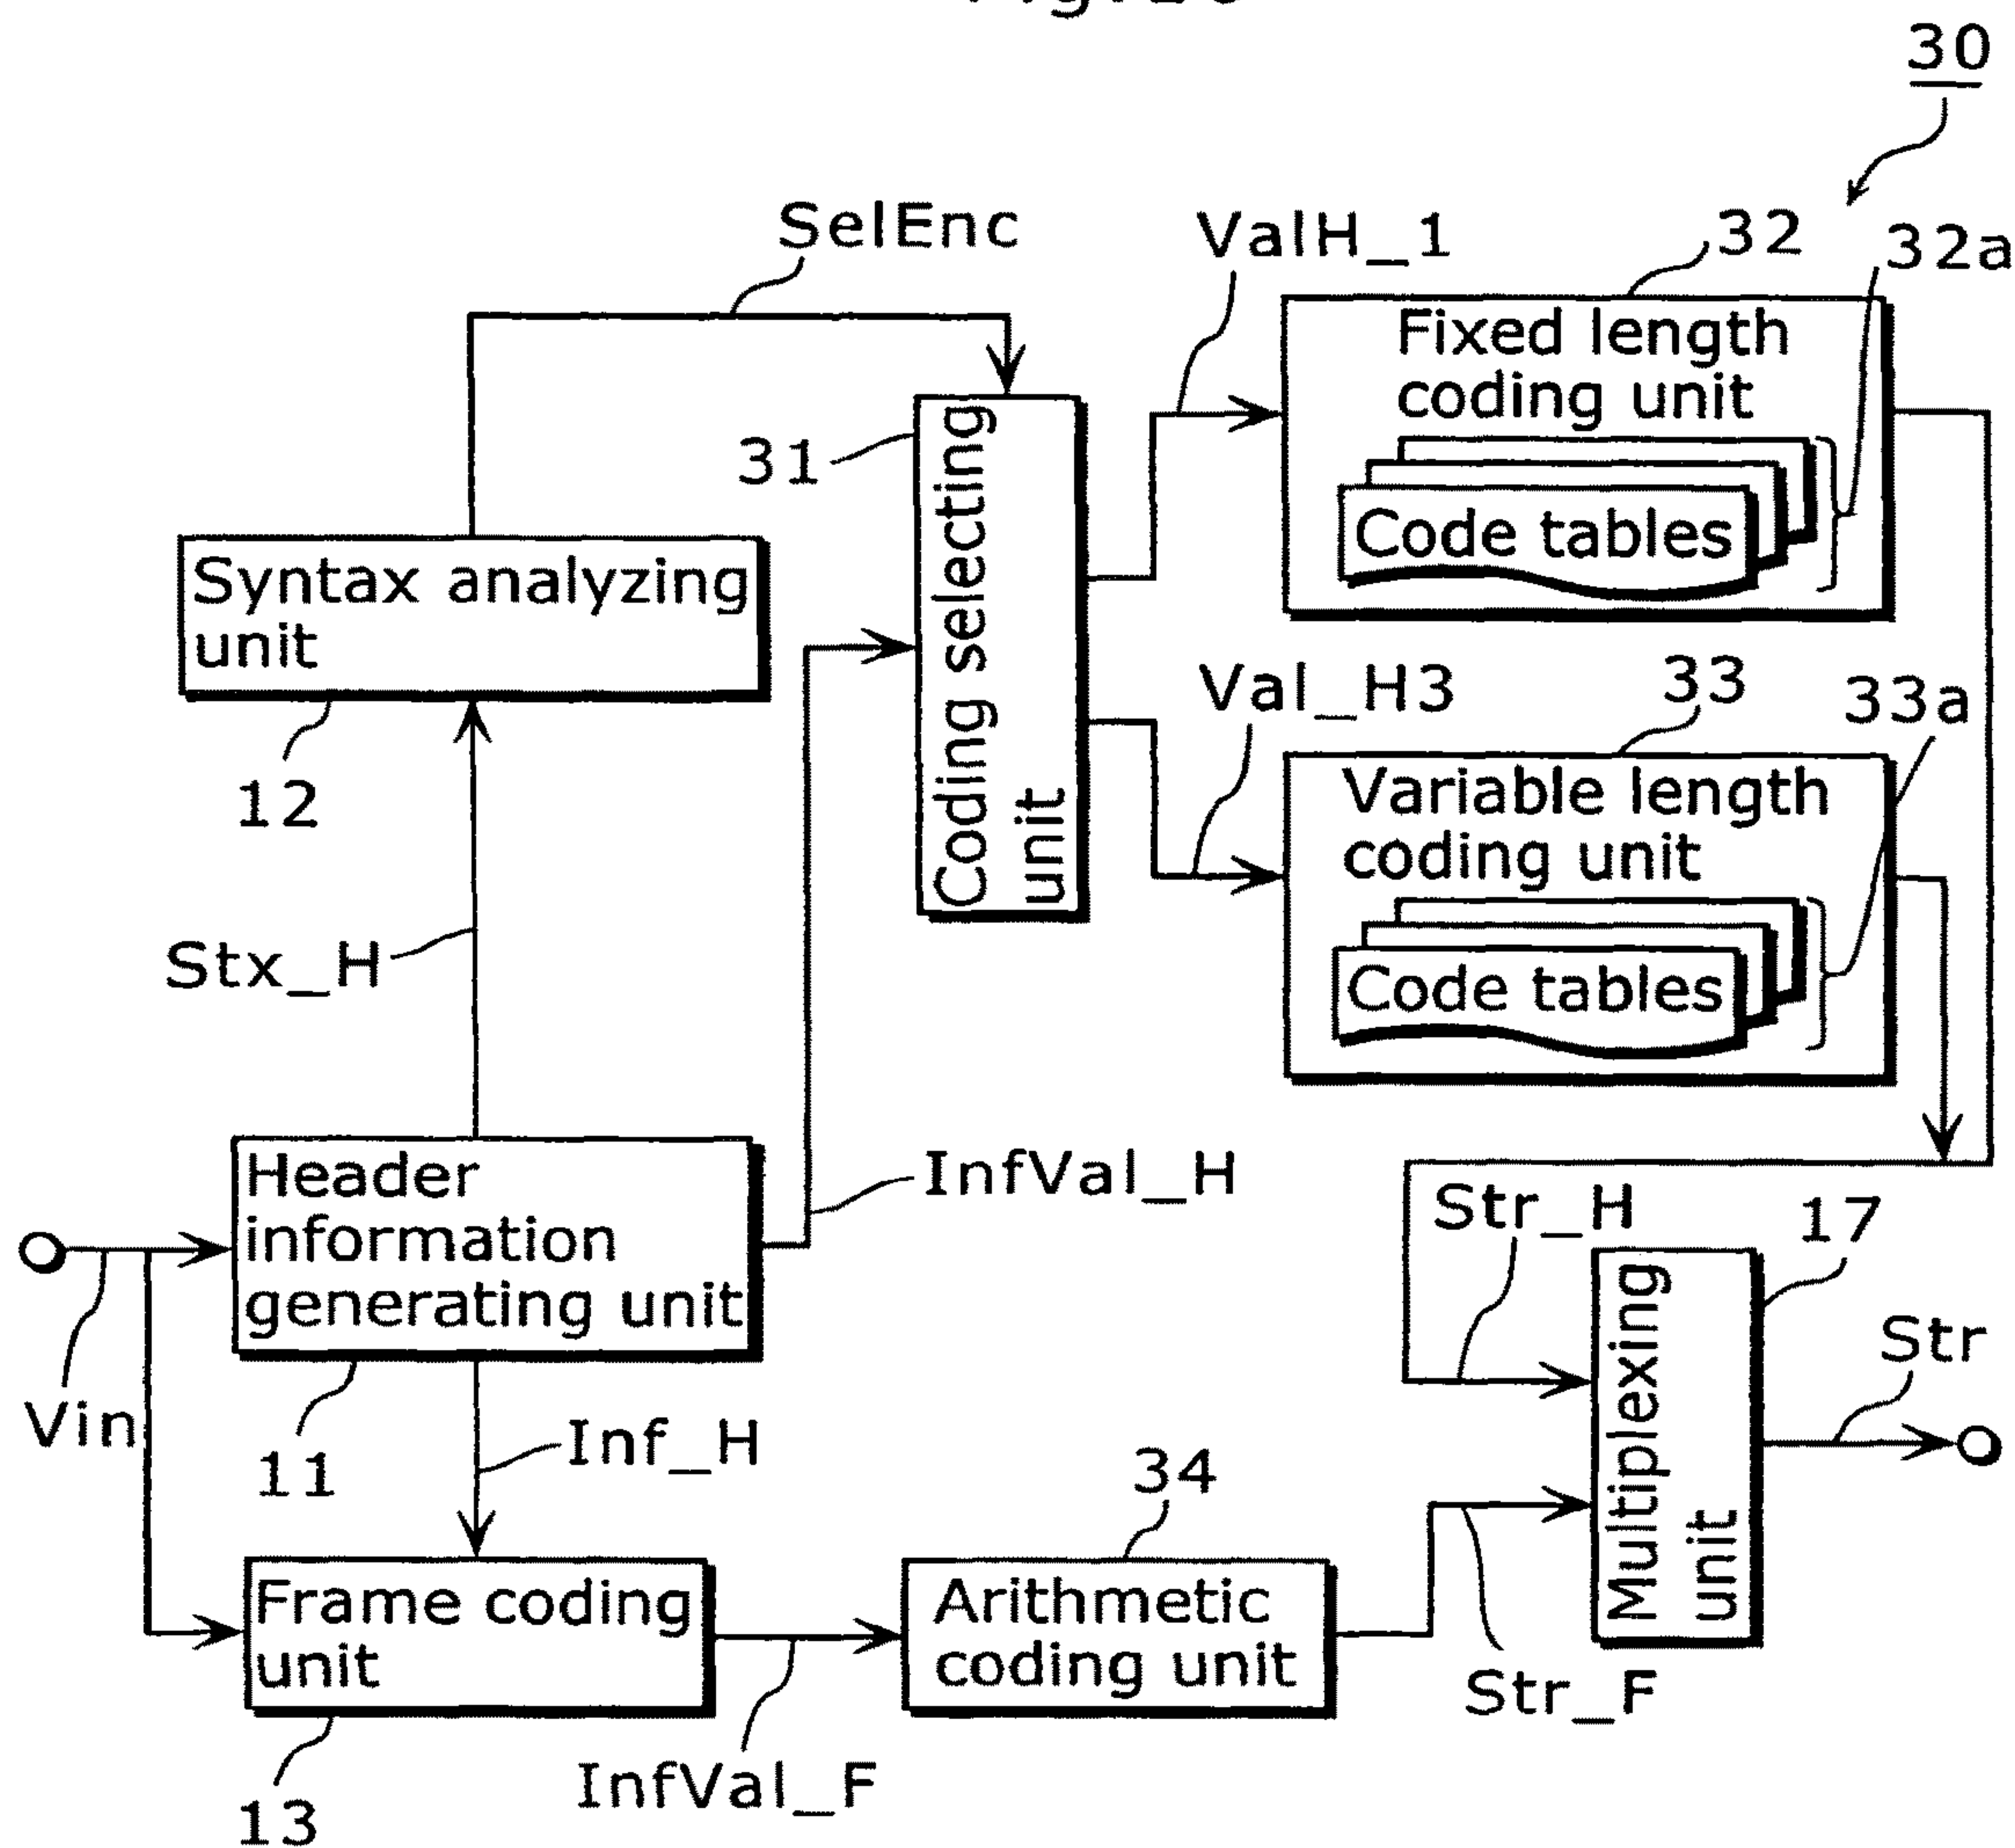 30
SelEnc
ValH_1
32
32a
Fixed length
coding unit
Code tables
31
Coding selecting
unit
Syntax analyzing
unit
12
Val_H3
33
33a
Variable length
coding unit
Code tables
Stx_H
Header
information
generating unit
InfVal_H
Str_H
17
Multiplexing
unit
Str
Vin
11
Inf_H
34
Frame coding
unit
Arithmetic
coding unit
Str_F
InfVal_F
13